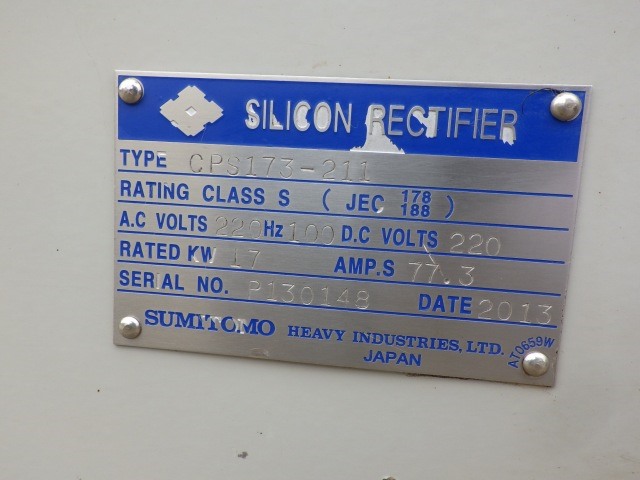 SILICON RECTIFIER
TYPE CPS173-211
RATING CLASS S ( JEC 178 188 )
A.C VOLTS 220 Hz 100 D.C VOLTS 220
RATED KW 17 AMP.S 77.3
SERIAL NO. P130148 DATE 2013
SUMITOMO HEAVY INDUSTRIES, LTD.
JAPAN
AT0659W